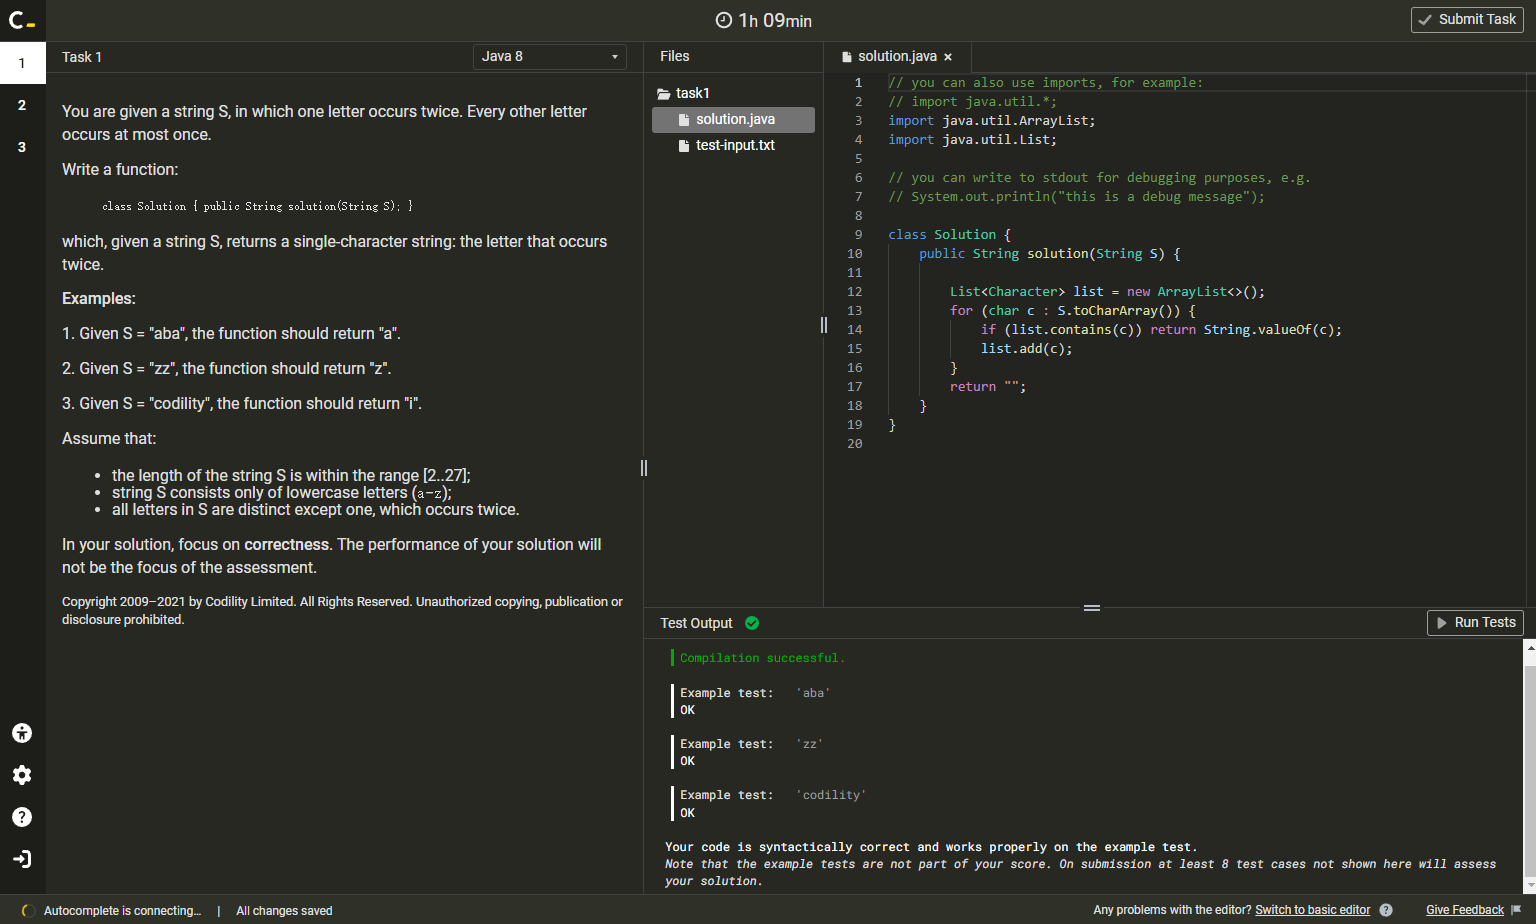 C_
1h 09min
Submit Task
1
2
3
Task 1
Java 8
You are given a string S, in which one letter occurs twice. Every other letter
occurs at most once.
Write a function:
class Solution { public String solution(String S); }
which, given a string S, returns a single-character string: the letter that occurs
twice.
Examples:
1. Given S = "aba", the function should return "a".
2. Given S = "zz", the function should return "z".
3. Given S = "codility", the function should return "i".
Assume that:
• the length of the string S is within the range [2..27];
• string S consists only of lowercase letters (a-z);
• all letters in S are distinct except one, which occurs twice.
In your solution, focus on correctness. The performance of your solution will
not be the focus of the assessment.
Copyright 2009–2021 by Codility Limited. All Rights Reserved. Unauthorized copying, publication or
disclosure prohibited.
Files
task1
solution.java
test-input.txt
solution.java ×
1 // you can also use imports, for example:
2 // import java.util.*;
3 import java.util.ArrayList;
4 import java.util.List;
5
6 // you can write to stdout for debugging purposes, e.g.
7 // System.out.println("this is a debug message");
8
9 class Solution {
10 public String solution(String S) {
11
12 List<Character> list = new ArrayList<>();
13 for (char c : S.toCharArray()) {
14 if (list.contains(c)) return String.valueOf(c);
15 list.add(c);
16 }
17 return "";
18 }
19 }
20
Test Output
Run Tests
Compilation successful.
Example test: 'aba'
OK
Example test: 'zz'
OK
Example test: 'codility'
OK
Your code is syntactically correct and works properly on the example test.
Note that the example tests are not part of your score. On submission at least 8 test cases not shown here will assess
your solution.
Autocomplete is connecting... | All changes saved
Any problems with the editor? Switch to basic editor ?
Give Feedback